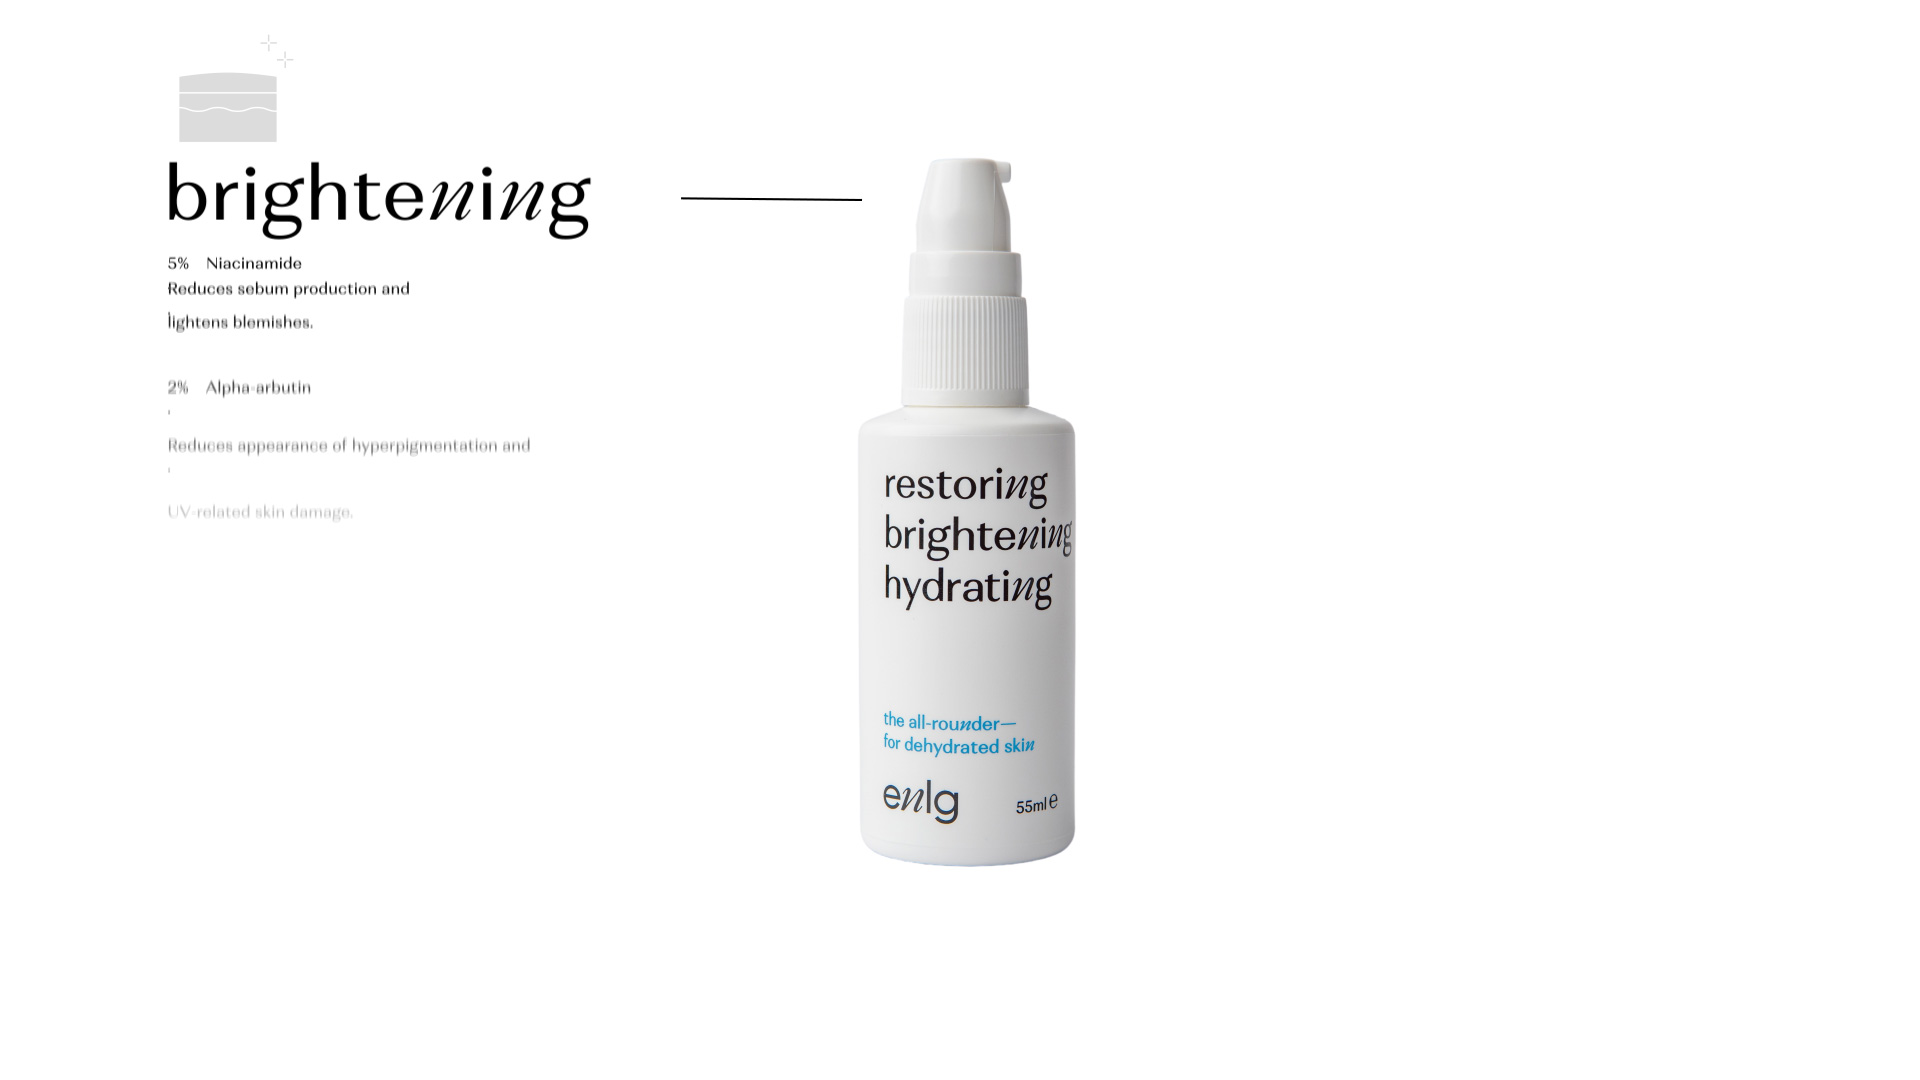 brightening
5% Niacinamide
Reduces sebum production and
lightens blemishes.
2% Alpha-arbutin
Reduces appearance of hyperpigmentation and
UV-related skin damage.
restoring
brightening
hydrating
the all-rounder—
for dehydrated skin
enlg
55ml ℮